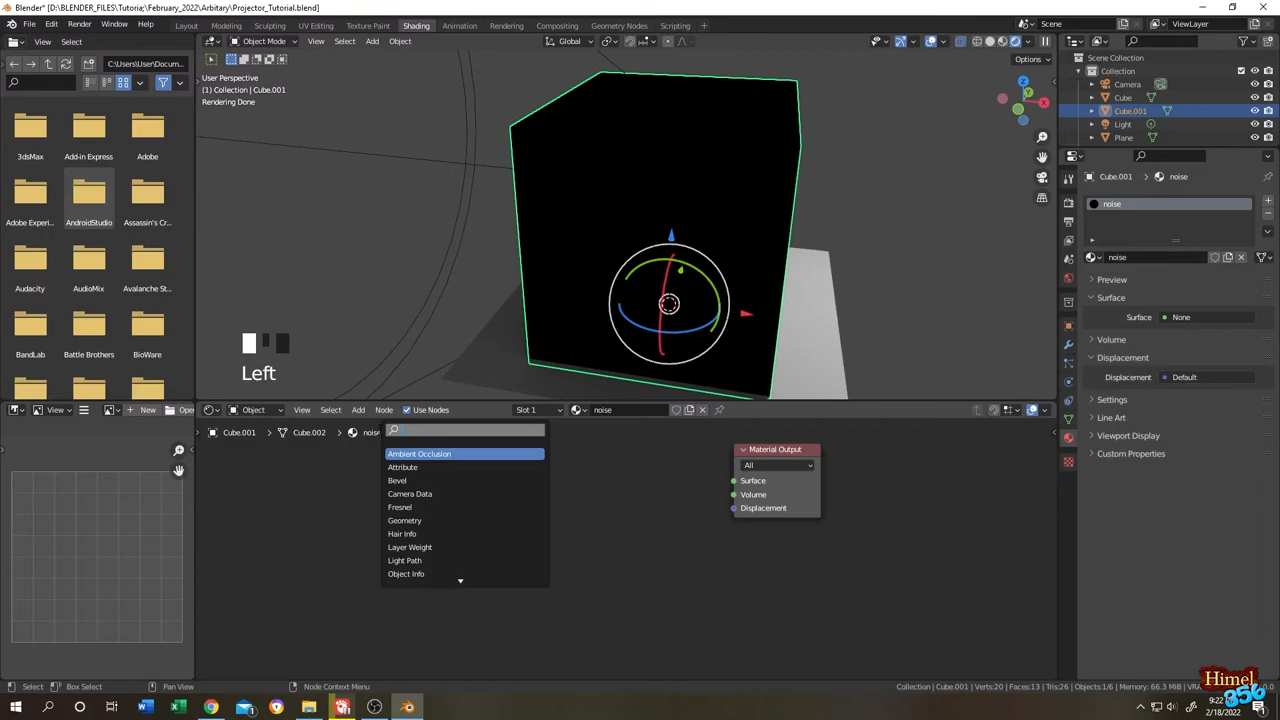 Blender* [D:\BLENDER_FILES\Tutoria;\February_2022\Arbitary\Projector_Tutorial.blend]
File Edit Render Window Help Layout Modeling Sculpting UV Editing Texture Paint Shading Animation Rendering Compositing Geometry Nodes Scripting Scene ViewLayer
View Select Object Mode View Select Add Object Global
C:\Users\User\Docum... Options
User Perspective
(1) Collection | Cube.001
Rendering Done
3dsMax Add-in Express Adobe
Adobe Experi... AndroidStudio Assassin's Cr...
Audacity AudioMix Avalanche St...
BandLab Battle Brothers BioWare
Z
Y
X
Left
Scene Collection
Collection
Camera
Cube
Cube.001
Light
Plane
Cube.001 noise
noise
noise
Preview
Surface
Surface None
Volume
Displacement
Displacement Default
Settings
Line Art
Viewport Display
Custom Properties
View New Open
Object View Select Add Node Use Nodes Slot 1 noise
Cube.001 Cube.002 noise
Ambient Occlusion
Attribute
Bevel
Camera Data
Fresnel
Geometry
Hair Info
Layer Weight
Light Path
Object Info
Material Output
All
Surface
Volume
Displacement
Select Box Select Pan View Node Context Menu
Collection | Cube.001 | Verts:20 | Faces:13 | Tris:26 | Objects:1/6 | Memory: 66.3 MiB
Himel
356
2/18/2022